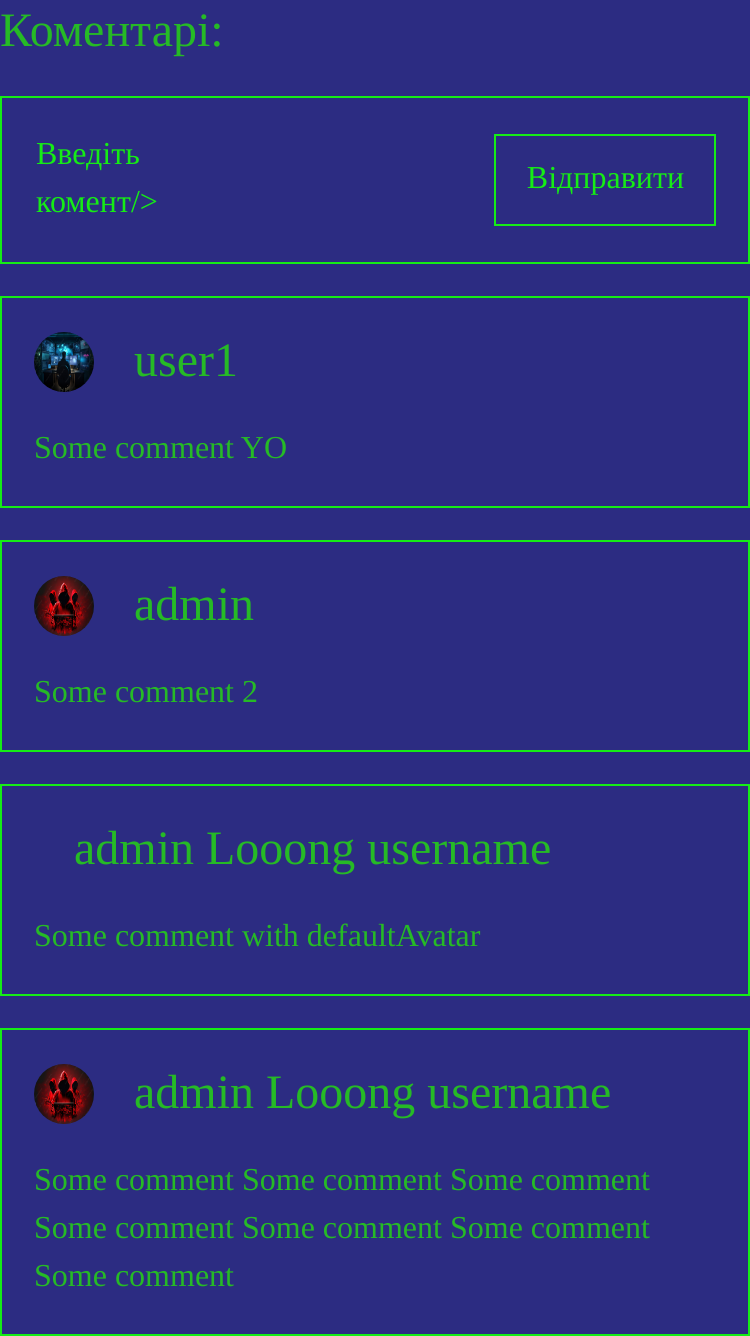 Коментарі:
Введіть
комент/>
Відправити
user1
Some comment YO
admin
Some comment 2
admin Looong username
Some comment with defaultAvatar
admin Looong username
Some comment Some comment Some comment
Some comment Some comment Some comment
Some comment